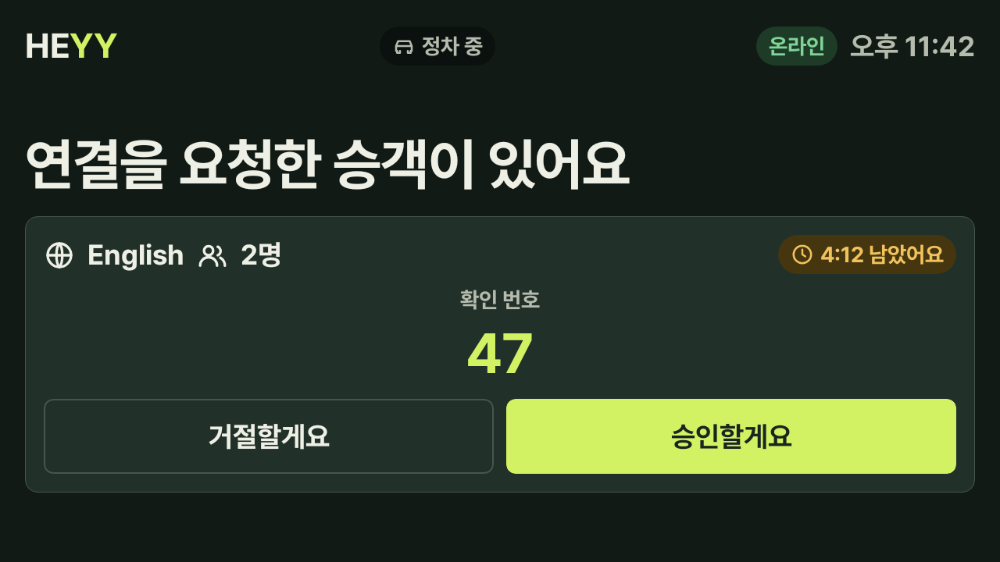 HEYY
정차 중
온라인 오후 11:42
연결을 요청한 승객이 있어요
English 2명
4:12 남았어요
확인 번호
47
거절할게요
승인할게요